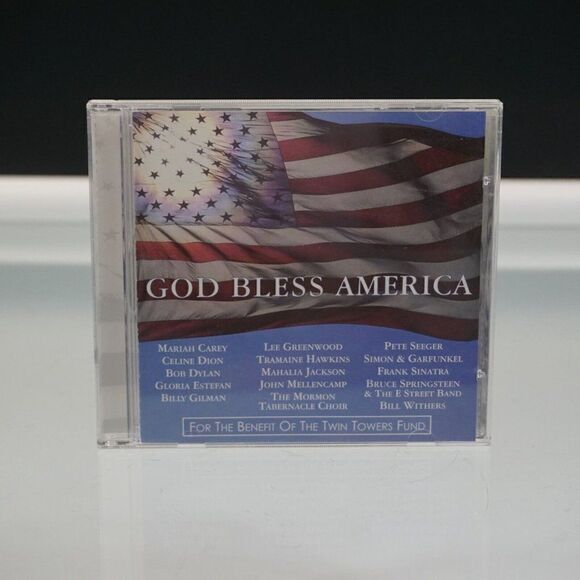 GOD BLESS AMERICA
MARIAH CAREY
CELINE DION
BOB DYLAN
GLORIA ESTEFAN
BILLY GILMAN
LEE GREENWOOD
TRAMAINE HAWKINS
MAHALIA JACKSON
JOHN MELLENCAMP
THE MORMON
TABERNACLE CHOIR
PETE SEEGER
SIMON & GARFUNKEL
FRANK SINATRA
BRUCE SPRINGSTEEN
& THE E STREET BAND
BILL WITHERS
FOR THE BENEFIT OF THE TWIN TOWERS FUND